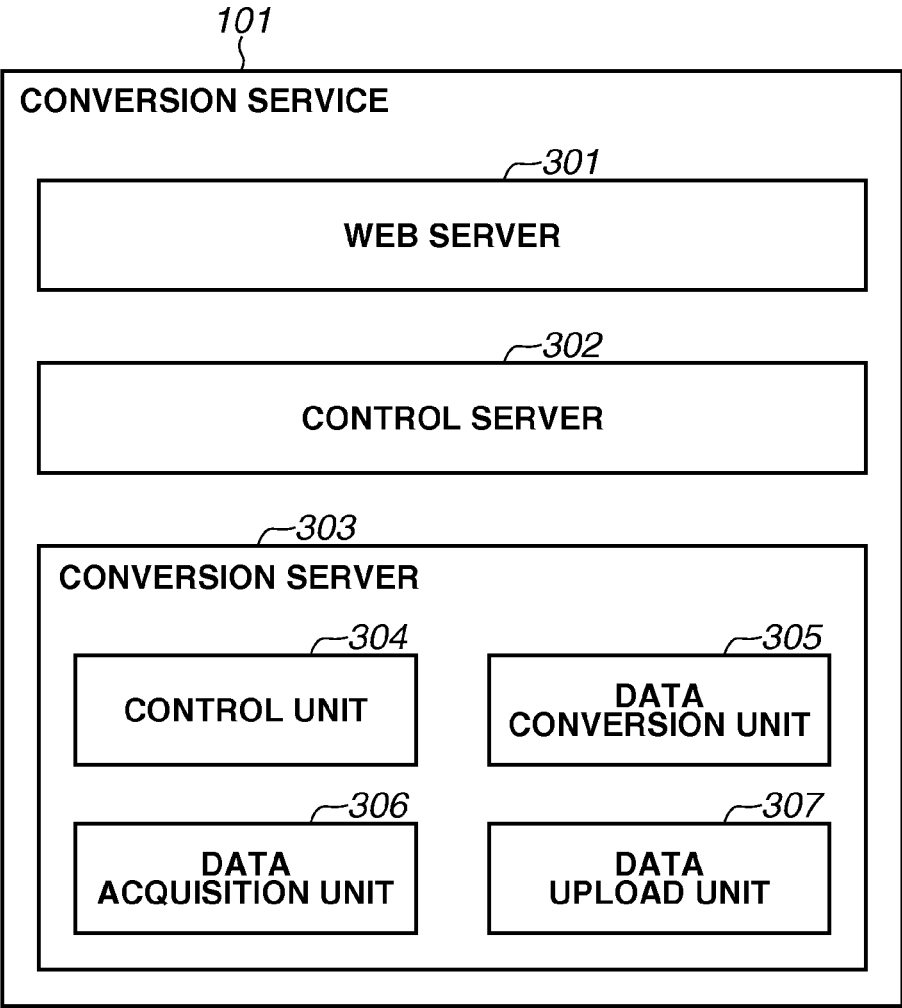 101
CONVERSION SERVICE
301
WEB SERVER
302
CONTROL SERVER
303
CONVERSION SERVER
304
CONTROL UNIT
305
DATA
CONVERSION UNIT
306
DATA
ACQUISITION UNIT
307
DATA
UPLOAD UNIT